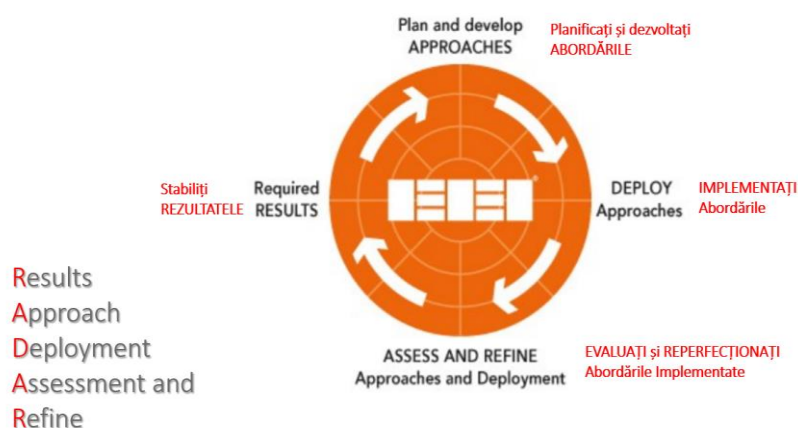 Plan and develop
APPROACHES
Planificați și dezvoltați
ABORDĂRILE
Stabiliți
REZULTATELE
Required
RESULTS
DEPLOY
Approaches
IMPLEMENTAȚI
Abordările
ASSESS AND REFINE
Approaches and Deployment
EVALUAȚI și REPERFECȚIONAȚI
Abordările Implementate
Results
Approach
Deployment
Assessment and
Refine